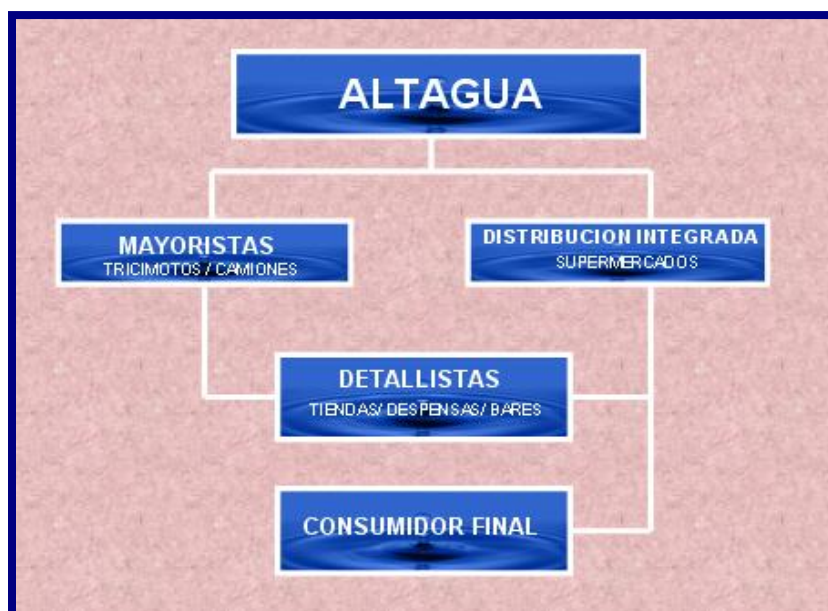 ALTAGUA
MAYORISTAS
TRICIMOTOS / CAMIONES
DISTRIBUCION INTEGRADA
SUPERMERCADOS
DETALLISTAS
TIENDAS/ DESPENSAS/ BARES
CONSUMIDOR FINAL